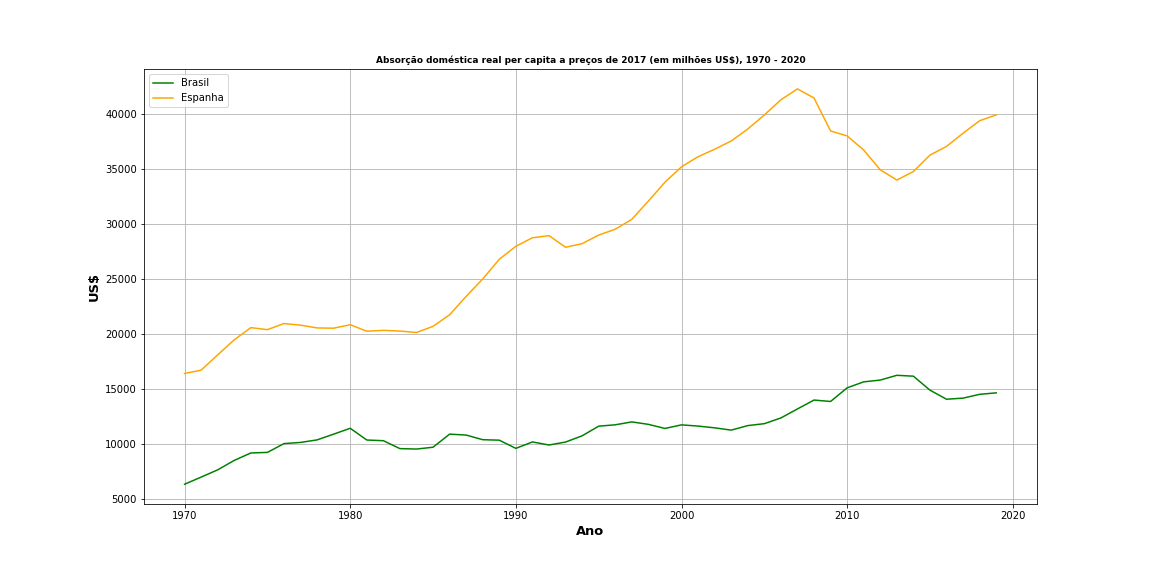 Absorção doméstica real per capita a preços de 2017 (em milhões US$), 1970 - 2020
Brasil
Espanha
40000
35000
30000
25000
20000
15000
10000
5000
US$
1970 1980 1990 2000 2010 2020
Ano